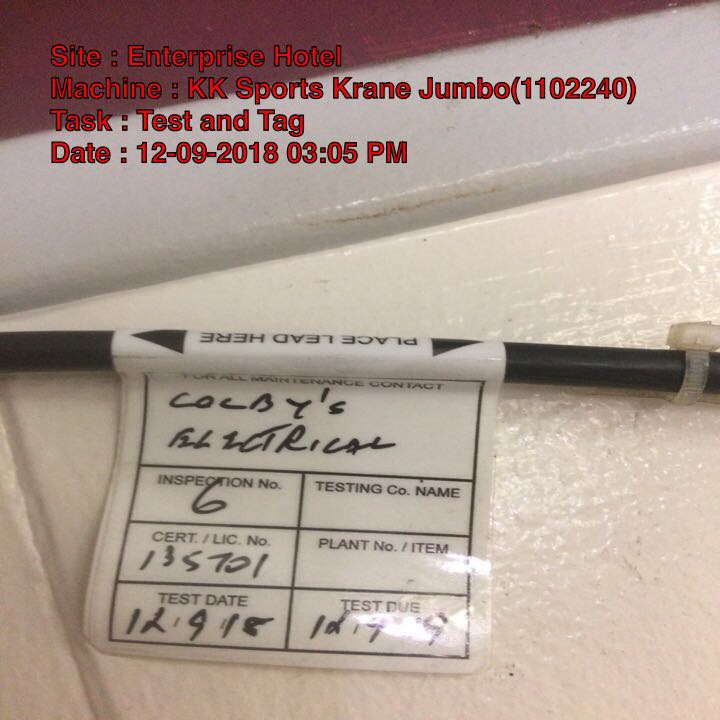 Site : Enterprise Hotel
Machine : KK Sports Krane Jumbo(1102240)
Task : Test and Tag
Date : 12-09-2018 03:05 PM
PLACE LEAD HERE
FOR ALL MAINTENANCE CONTACT
COLBY'S
ELECTRICAL
INSPECTION No.
6
TESTING Co. NAME
CERT. / LIC. No.
135701
PLANT No. / ITEM
TEST DATE
12.9.18
TEST DUE
12.9.19